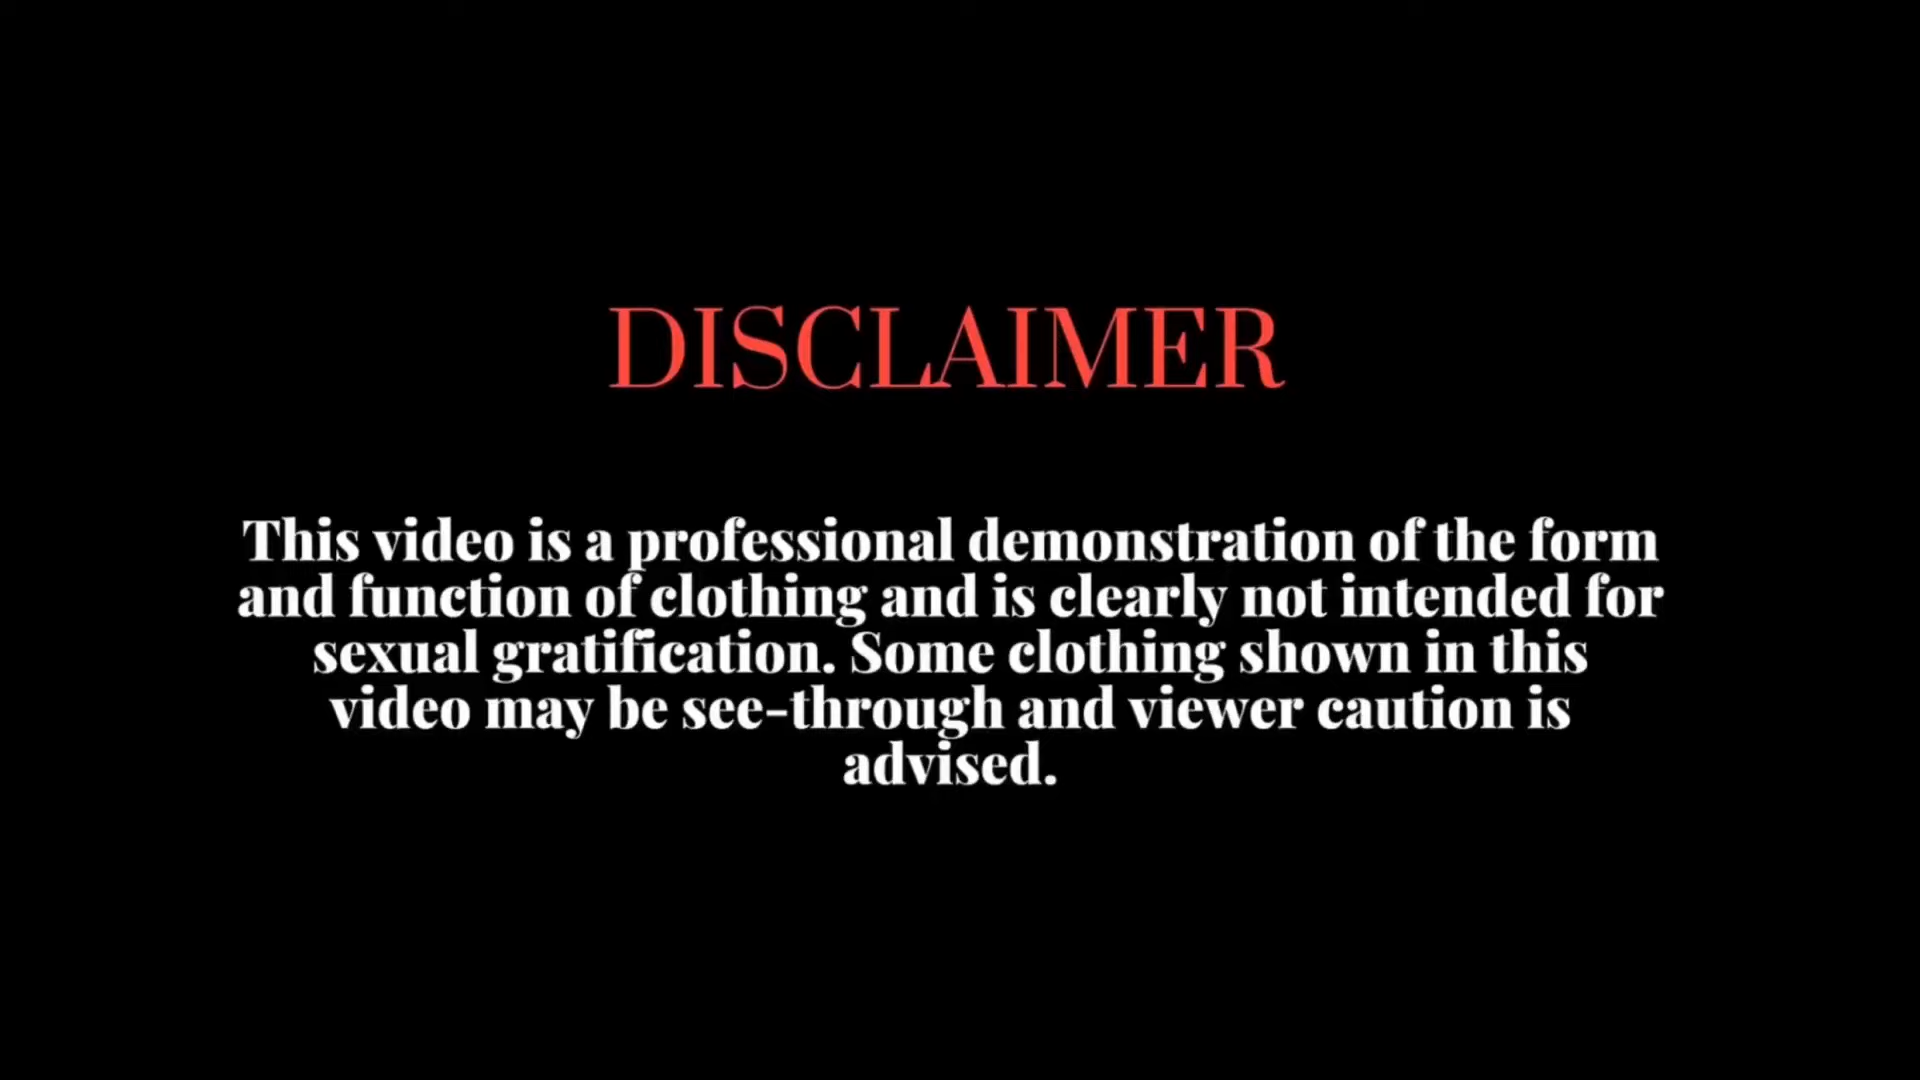 DISCLAIMER
This video is a professional demonstration of the form
and function of clothing and is clearly not intended for
sexual gratification. Some clothing shown in this
video may be see-through and viewer caution is
advised.